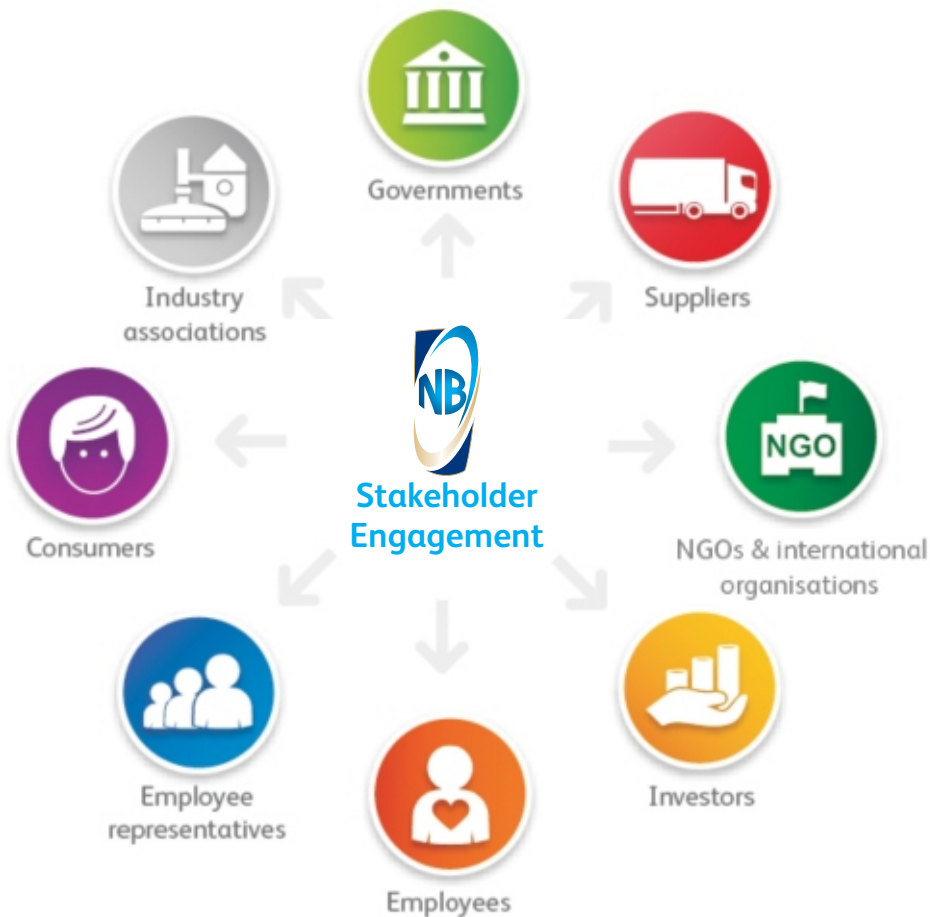 Governments
Suppliers
Industry
associations
NB
Stakeholder
Engagement
NGO
NGOs & international
organisations
Consumers
Employee
representatives
Employees
Investors